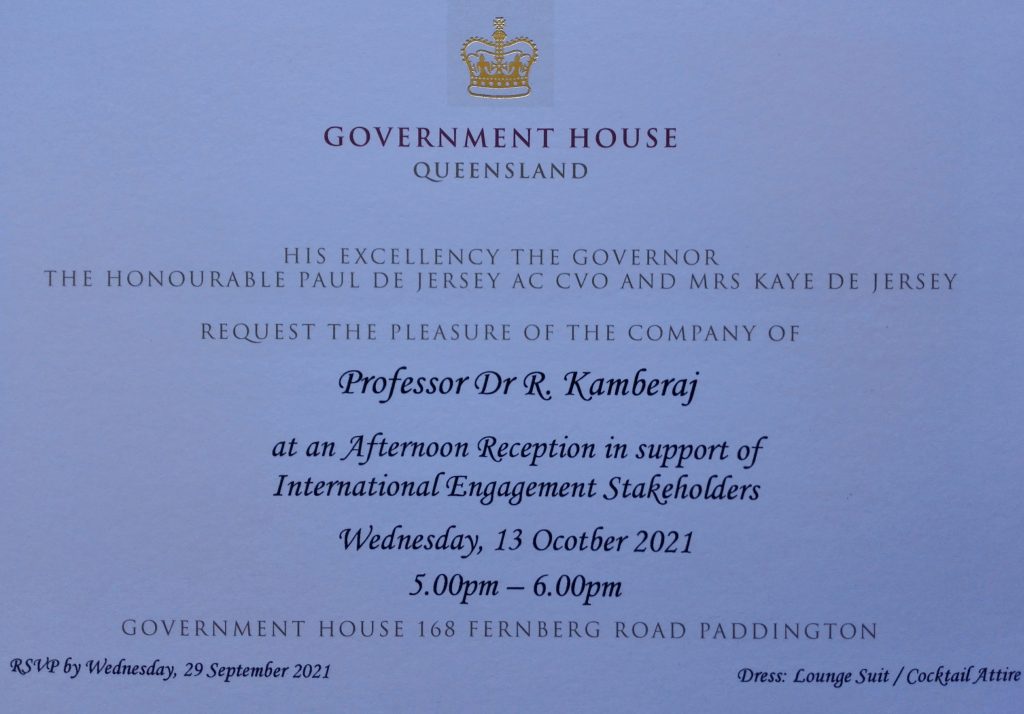 GOVERNMENT HOUSE
QUEENSLAND
HIS EXCELLENCY THE GOVERNOR
THE HONOURABLE PAUL DE JERSEY AC CVO AND MRS KAYE DE JERSEY
REQUEST THE PLEASURE OF THE COMPANY OF
Professor Dr R. Kamberaj
at an Afternoon Reception in support of
International Engagement Stakeholders
Wednesday, 13 Ocotber 2021
5.00pm – 6.00pm
GOVERNMENT HOUSE 168 FERNBERG ROAD PADDINGTON
RSVP by Wednesday, 29 September 2021
Dress: Lounge Suit / Cocktail Attire